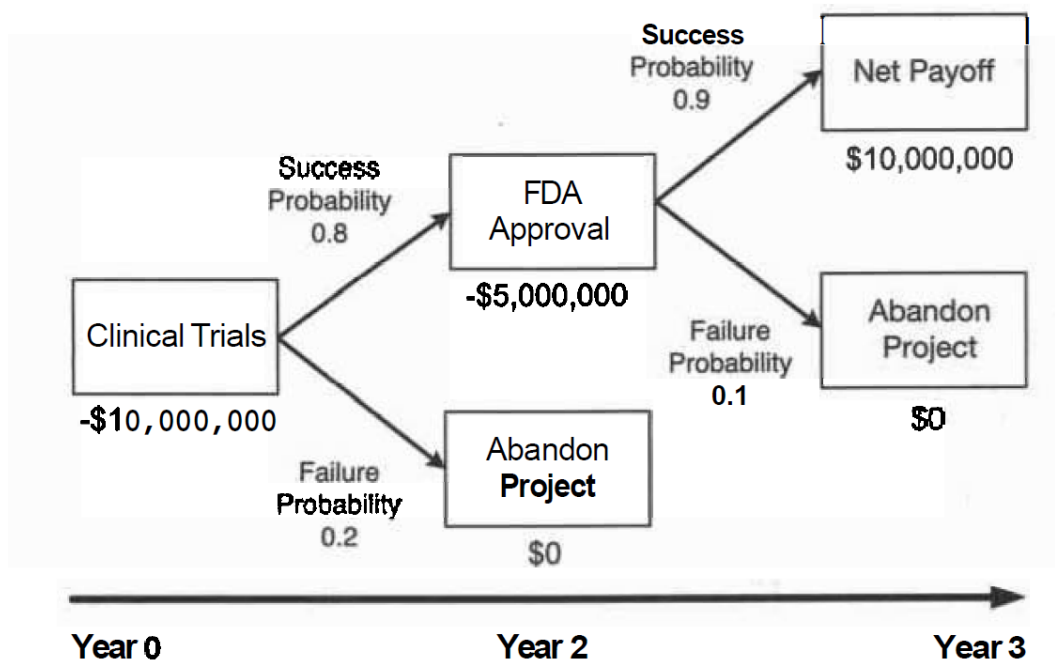 Success
Probability
0.9
Net Payoff
$10,000,000
Success
Probability
0.8
FDA
Approval
-$5,000,000
Clinical Trials
-$10,000,000
Failure
Probability
0.1
Abandon
Project
$0
Failure
Probability
0.2
Abandon
Project
$0
Year 0
Year 2
Year 3